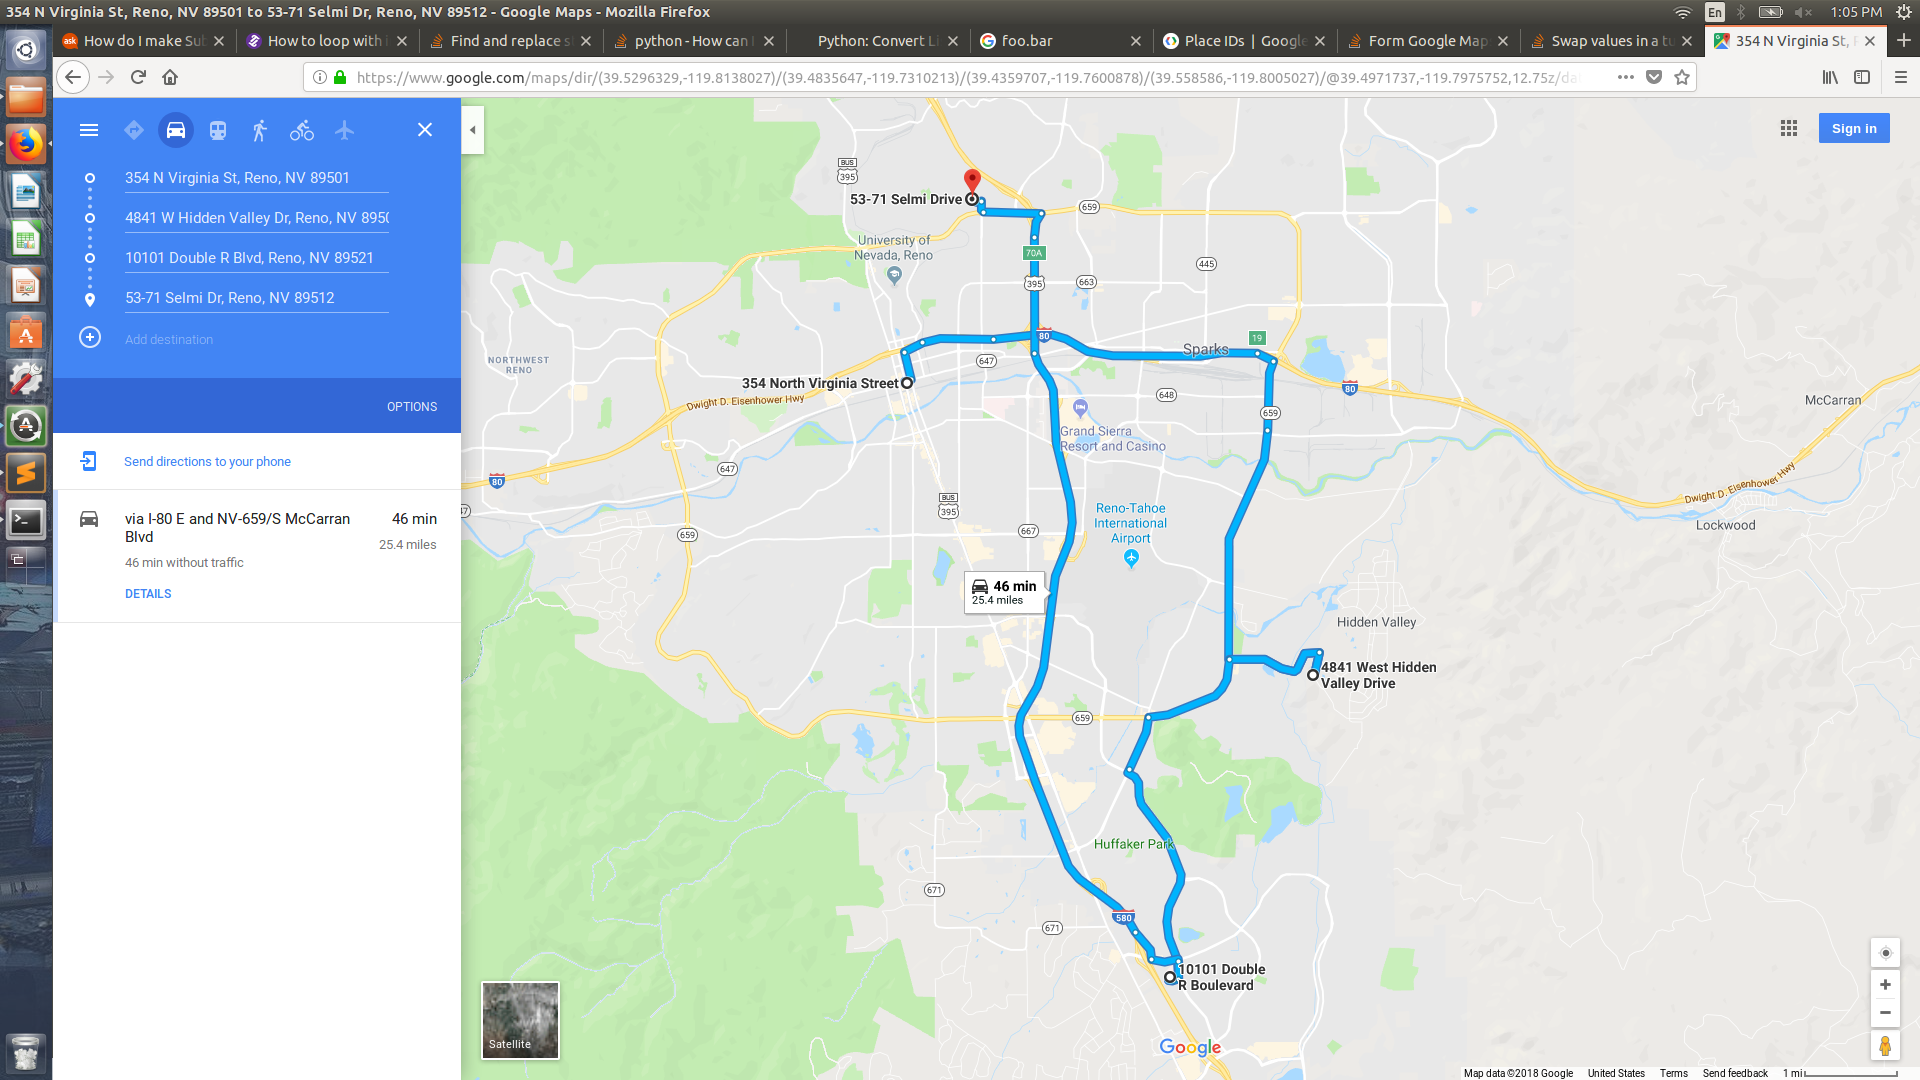 354 N Virginia St, Reno, NV 89501 to 53-71 Selmi Dr, Reno, NV 89512 - Google Maps - Mozilla Firefox
En
1:05 PM
ask
How do I make Sub
How to loop with i
Find and replace s
python - How can I
Python: Convert Li
foo.bar
Place IDs | Google
Form Google Map
Swap values in a tu
354 N Virginia St, R
https://www.google.com/maps/dir/(39.5296329,-119.8138027)/(39.4835647,-119.7310213)/(39.4359707,-119.7600878)/(39.558586,-119.8005027)/@39.4971737,-119.7975752,12.75z/da
354 N Virginia St, Reno, NV 89501
4841 W Hidden Valley Dr, Reno, NV 8950
10101 Double R Blvd, Reno, NV 89521
53-71 Selmi Dr, Reno, NV 89512
Add destination
OPTIONS
Send directions to your phone
via I-80 E and NV-659/S McCarran Blvd
46 min
25.4 miles
46 min without traffic
DETAILS
Sign in
BUS
395
53-71 Selmi Drive
659
University of
Nevada, Reno
70A
395
663
445
80
19
Sparks
NORTHWEST
RENO
647
354 North Virginia Street
Dwight D. Eisenhower Hwy
648
80
McCarran
659
Grand Sierra
Resort and Casino
647
80
Dwight D. Eisenhower Hwy
BUS
395
47
Reno-Tahoe
International
Airport
Lockwood
659
667
46 min
25.4 miles
Hidden Valley
4841 West Hidden
Valley Drive
659
Huffaker Park
671
580
671
10101 Double
R Boulevard
Satellite
Google
Map data ©2018 Google
United States
Terms
Send feedback
1 mi